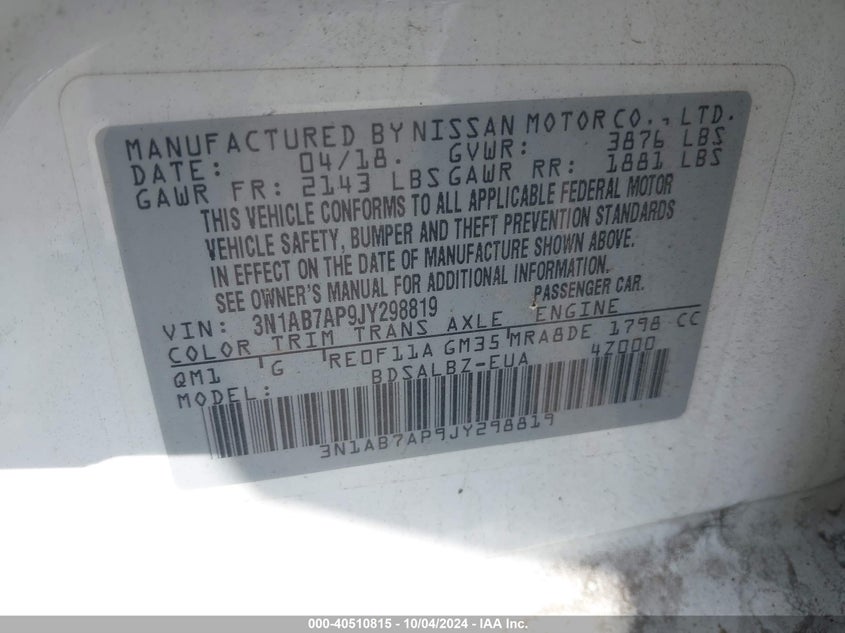 MANUFACTURED BY NISSAN MOTOR CO., LTD.
DATE: 04/18. GVWR: 3876 LBS
GAWR FR: 2143 LBS GAWR RR: 1881 LBS
THIS VEHICLE CONFORMS TO ALL APPLICABLE FEDERAL MOTOR
VEHICLE SAFETY, BUMPER AND THEFT PREVENTION STANDARDS
IN EFFECT ON THE DATE OF MANUFACTURE SHOWN ABOVE.
SEE OWNER'S MANUAL FOR ADDITIONAL INFORMATION.
VIN: 3N1AB7AP9JY298819 PASSENGER CAR.
COLOR TRIM TRANS AXLE ENGINE
QM1 G RE0F11A GM35 MRA8DE 1798 CC
MODEL: BDSALBZ-EUA 4Z000
3N1AB7AP9JY298819
000-40510815 - 10/04/2024 - IAA Inc.